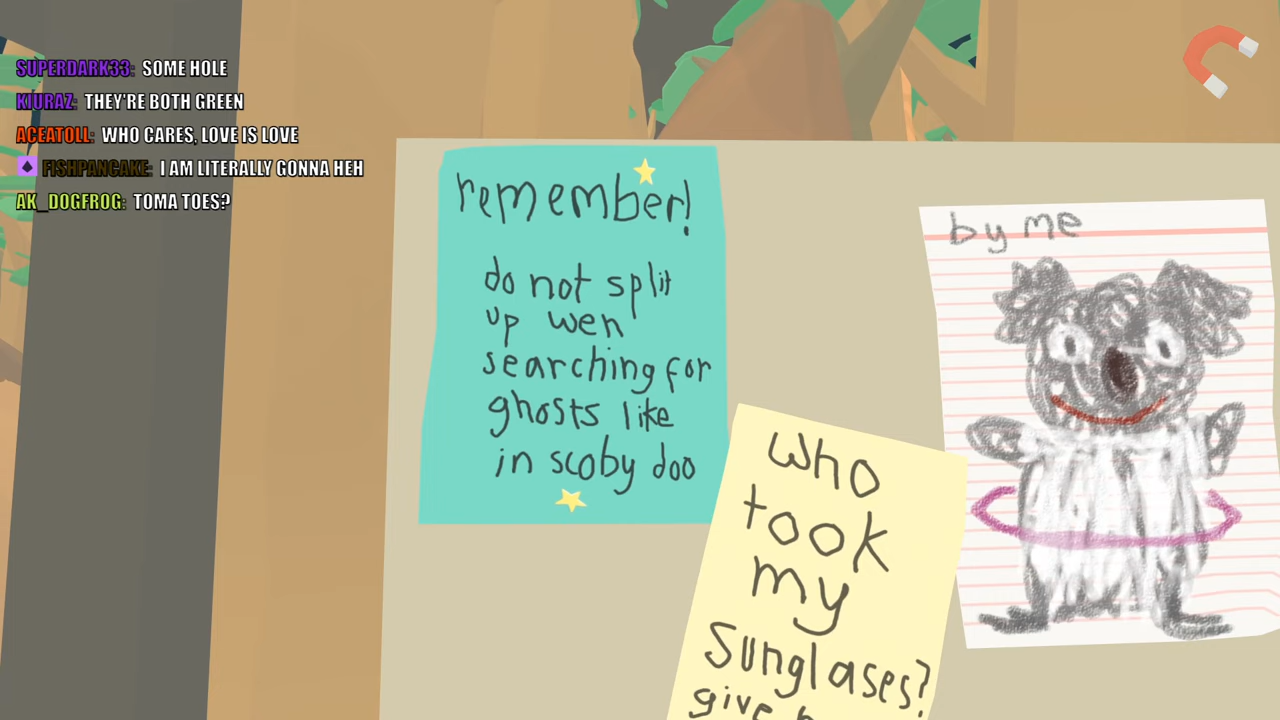 SUPERDARK33: SOME HOLE
KIURAZ: THEY'RE BOTH GREEN
ACEATOLL: WHO CARES, LOVE IS LOVE
FISHPANCAKE: I AM LITERALLY GONNA HEH
AK_DOGFROG: TOMA TOES?
remember!
do not split
up wen
searching for
ghosts like
in scoby doo
who
took
my
sunglases?
give
by me